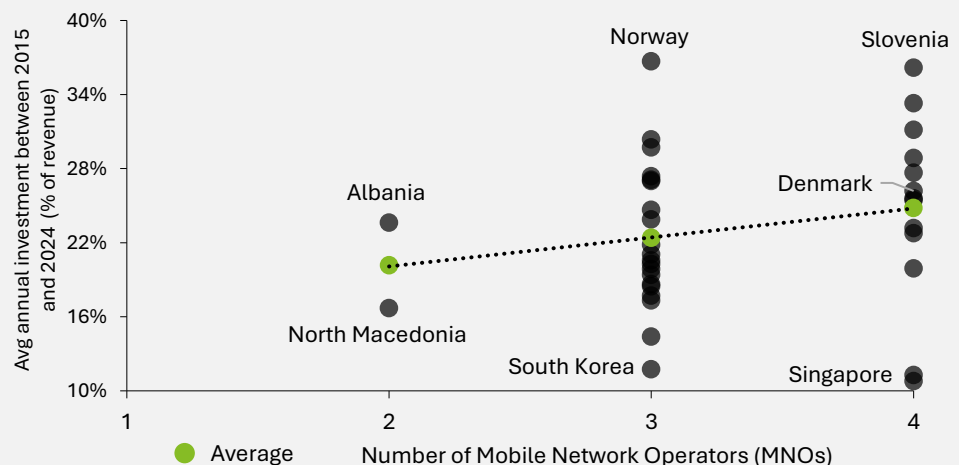 Avg annual investment between 2015
and 2024 (% of revenue)
40%
34%
28%
22%
16%
10%
Norway
Slovenia
Albania
Denmark
North Macedonia
South Korea
Singapore
1
2
3
4
Average
Number of Mobile Network Operators (MNOs)